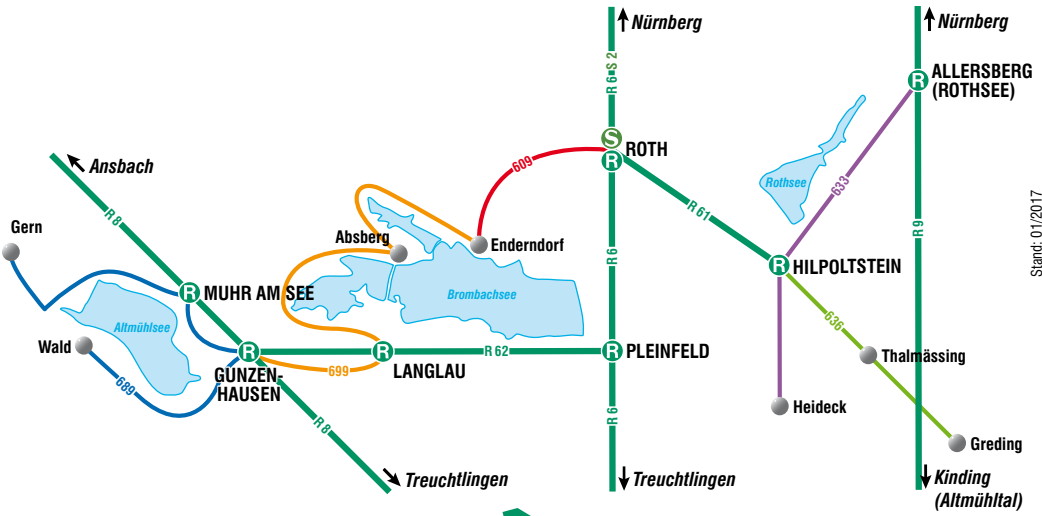 Nürnberg
Nürnberg
R 6 S 2
ALLERSBERG
(ROTHSEE)
S
R
ROTH
R
609
Ansbach
Rothsee
633
R 8
R 61
R 9
Gern
Absberg
Enderndorf
R 6
R
HILPOLTSTEIN
R
MUHR AM SEE
Brombachsee
Altmühlsee
636
Wald
R
R
R 62
R
PLEINFELD
Thalmässing
689
GUNZEN-
HAUSEN
699
LANGLAU
Heideck
R 8
R 6
Greding
Treuchtlingen
Treuchtlingen
Kinding
(Altmühltal)
Stand: 01/2017